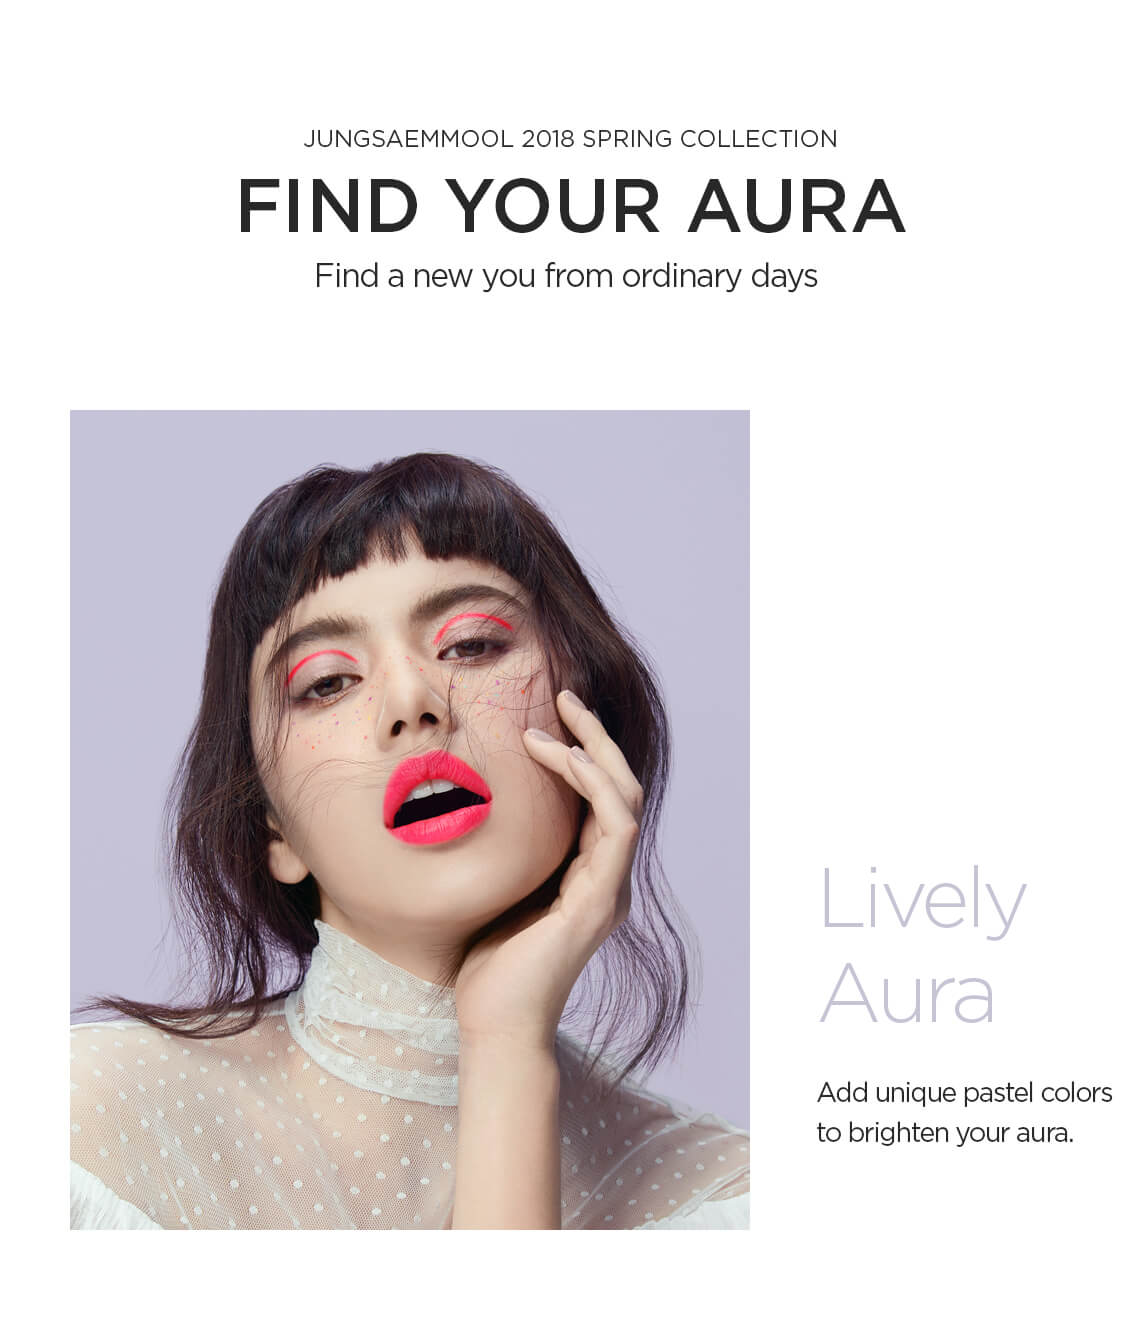 JUNGSAEMMOOL 2018 SPRING COLLECTION
FIND YOUR AURA
Find a new you from ordinary days
Lively
Aura
Add unique pastel colors
to brighten your aura.